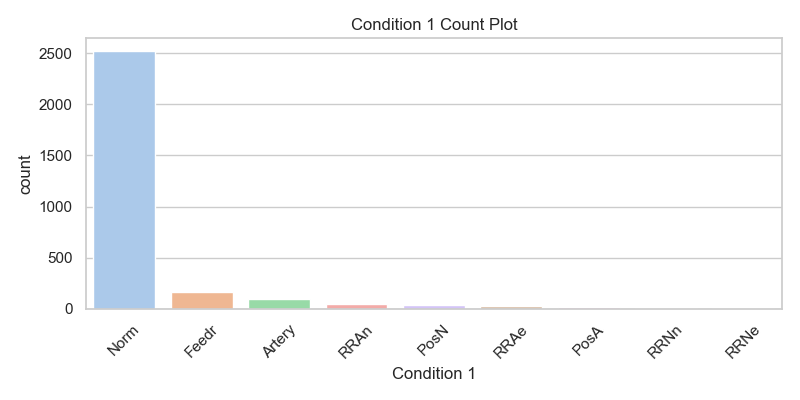 Condition 1 Count Plot
2500
2000
1500
1000
500
0
count
Norm
Feedr
Artery
RRAn
PosN
RRAe
PosA
RRNn
RRNe
Condition 1